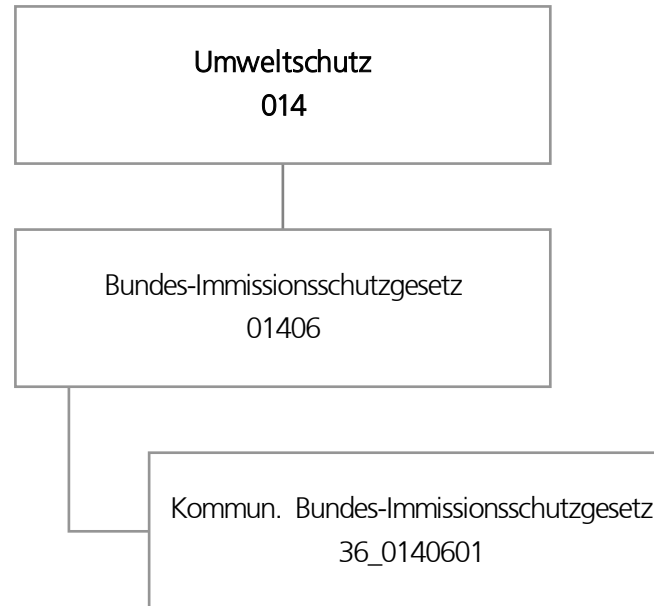 Umweltschutz
014
Bundes-Immissionsschutzgesetz
01406
Kommun. Bundes-Immissionsschutzgesetz
36_0140601